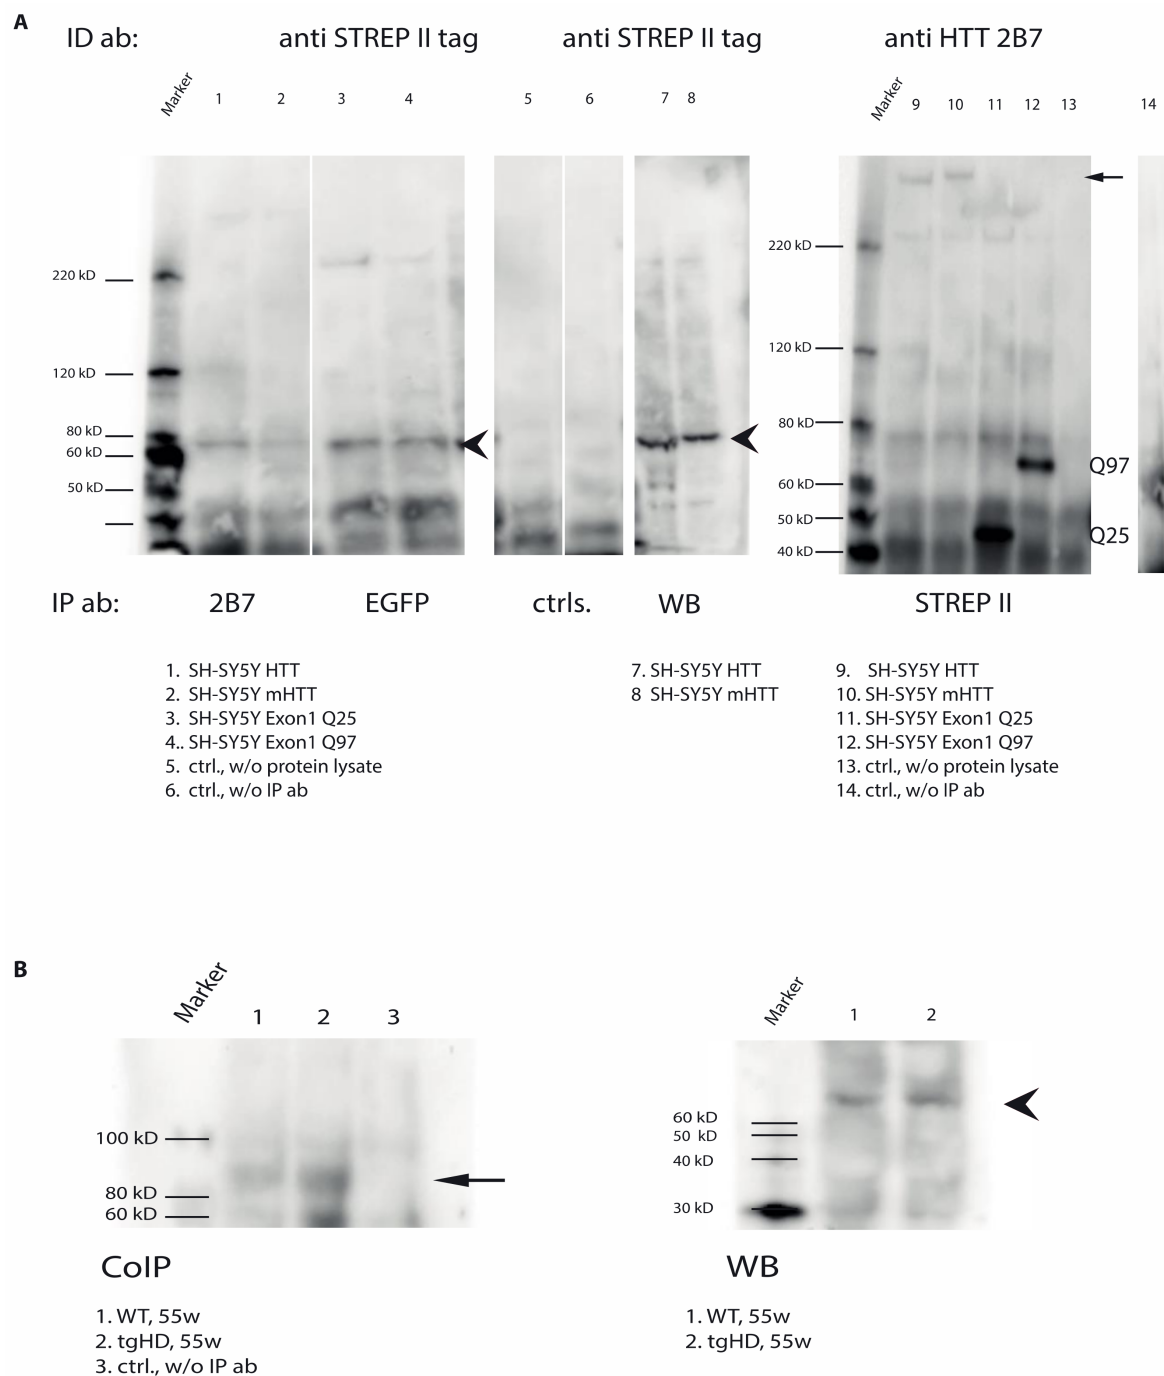 A
ID ab: anti STREP II tag anti STREP II tag anti HTT 2B7
Marker 1 2 3 4 5 6 7 8 Marker 9 10 11 12 13 14
220 kD
120 kD
80 kD
60 kD
50 kD
220 kD
120 kD
80 kD
60 kD
50 kD
40 kD
Q97
Q25
IP ab: 2B7 EGFP ctrls. WB STREP II
1. SH-SY5Y HTT
2. SH-SY5Y mHTT
3. SH-SY5Y Exon1 Q25
4.. SH-SY5Y Exon1 Q97
5. ctrl., w/o protein lysate
6. ctrl., w/o IP ab
7. SH-SY5Y HTT
8 SH-SY5Y mHTT
9. SH-SY5Y HTT
10. SH-SY5Y mHTT
11. SH-SY5Y Exon1 Q25
12. SH-SY5Y Exon1 Q97
13. ctrl., w/o protein lysate
14. ctrl., w/o IP ab
B
Marker 1 2 3
100 kD
80 kD
60 kD
CoIP
1. WT, 55w
2. tgHD, 55w
3. ctrl., w/o IP ab
Marker 1 2
60 kD
50 kD
40 kD
30 kD
WB
1. WT, 55w
2. tgHD, 55w